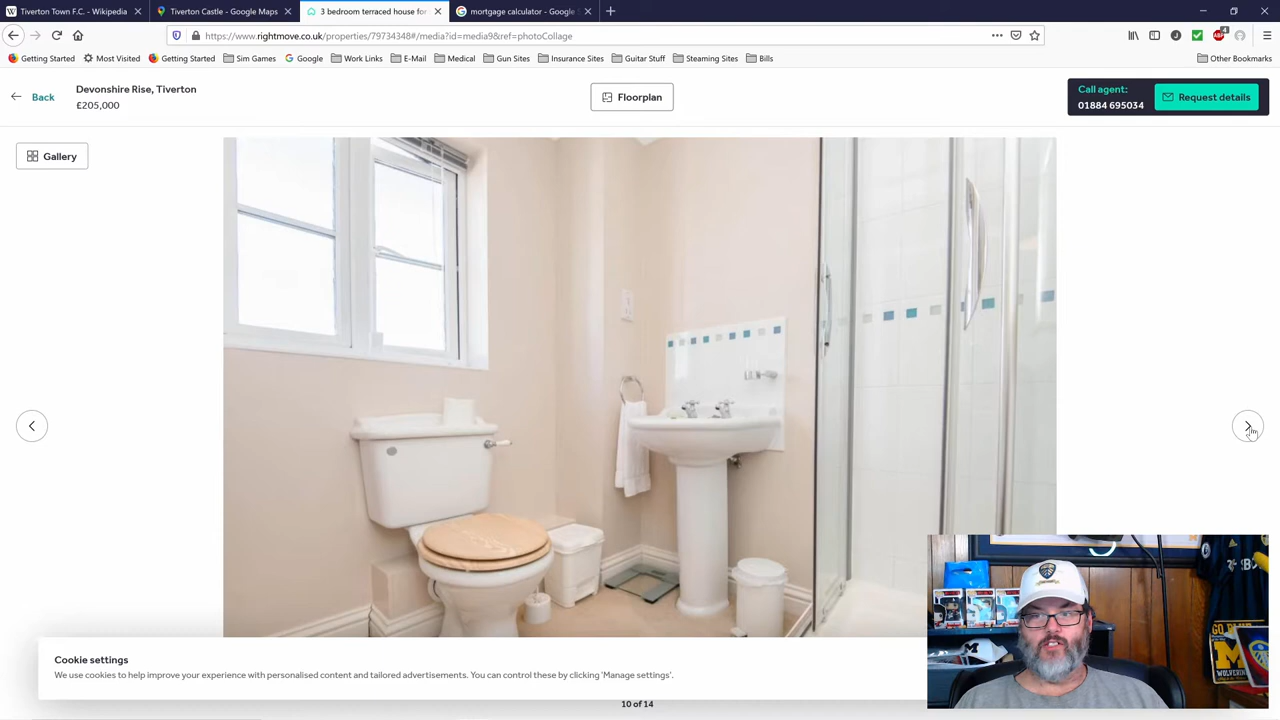 Tiverton Town F.C. - Wikipedia
Tiverton Castle - Google Maps
3 bedroom terraced house for
mortgage calculator - Google
https://www.rightmove.co.uk/properties/79734348#/media?id=media9&ref=photoCollage
4
Getting Started
Most Visited
Getting Started
Sim Games
Google
Work Links
E-Mail
Medical
Gun Sites
Insurance Sites
Guitar Stuff
Steaming Sites
Bills
Other Bookmarks
Back
Devonshire Rise, Tiverton
£205,000
Floorplan
Call agent:
01884 695034
Request details
Gallery
Cookie settings
We use cookies to help improve your experience with personalised content and tailored advertisements. You can control these by clicking 'Manage settings'.
10 of 14
GO BLUE
M
M